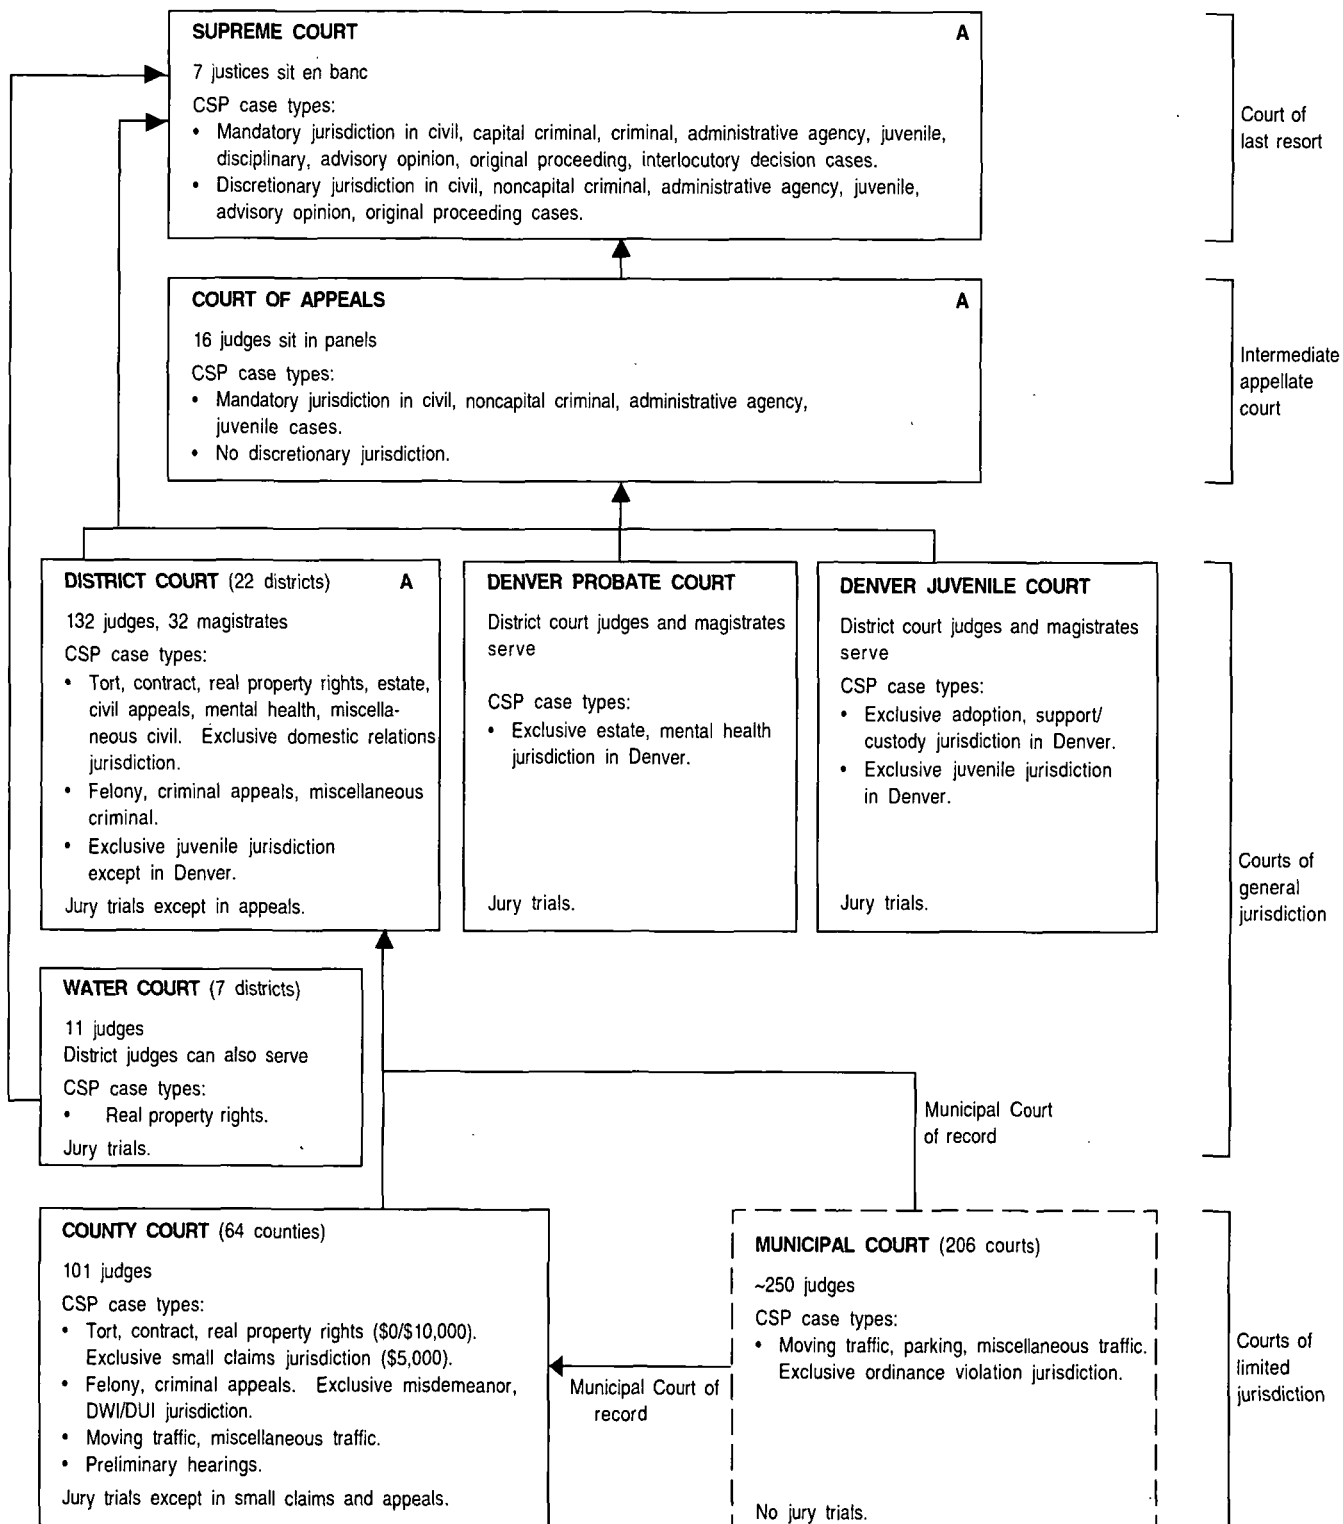 SUPREME COURT A
7 justices sit en banc
CSP case types:
• Mandatory jurisdiction in civil, capital criminal, criminal, administrative agency, juvenile,
disciplinary, advisory opinion, original proceeding, interlocutory decision cases.
• Discretionary jurisdiction in civil, noncapital criminal, administrative agency, juvenile,
advisory opinion, original proceeding cases.
Court of
last resort
COURT OF APPEALS A
16 judges sit in panels
CSP case types:
• Mandatory jurisdiction in civil, noncapital criminal, administrative agency,
juvenile cases.
• No discretionary jurisdiction.
Intermediate
appellate
court
DISTRICT COURT (22 districts) A
132 judges, 32 magistrates
CSP case types:
• Tort, contract, real property rights, estate,
civil appeals, mental health, miscella-
neous civil. Exclusive domestic relations
jurisdiction.
• Felony, criminal appeals, miscellaneous
criminal.
• Exclusive juvenile jurisdiction
except in Denver.
Jury trials except in appeals.
DENVER PROBATE COURT
District court judges and magistrates
serve
CSP case types:
• Exclusive estate, mental health
jurisdiction in Denver.
Jury trials.
DENVER JUVENILE COURT
District court judges and magistrates
serve
CSP case types:
• Exclusive adoption, support/
custody jurisdiction in Denver.
• Exclusive juvenile jurisdiction
in Denver.
Jury trials.
Courts of
general
jurisdiction
WATER COURT (7 districts)
11 judges
District judges can also serve
CSP case types:
• Real property rights.
Jury trials.
Municipal Court
of record
COUNTY COURT (64 counties)
101 judges
CSP case types:
• Tort, contract, real property rights ($0/$10,000).
Exclusive small claims jurisdiction ($5,000).
• Felony, criminal appeals. Exclusive misdemeanor,
DWI/DUI jurisdiction.
• Moving traffic, miscellaneous traffic.
• Preliminary hearings.
Jury trials except in small claims and appeals.
Municipal Court of
record
MUNICIPAL COURT (206 courts)
~250 judges
CSP case types:
• Moving traffic, parking, miscellaneous traffic.
Exclusive ordinance violation jurisdiction.
No jury trials.
Courts of
limited
jurisdiction